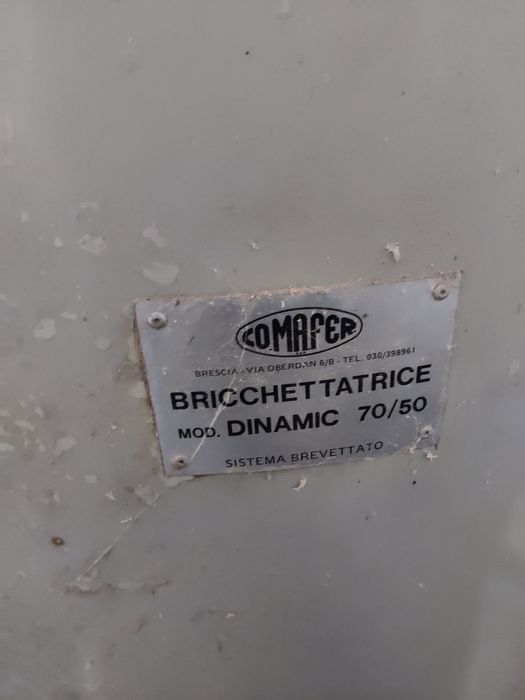 COMAFER
BRESCIA - VIA OBERDAN 6/B - TEL. 030/398961
BRICCHETTATRICE
MOD. DINAMIC 70/50
SISTEMA BREVETTATO